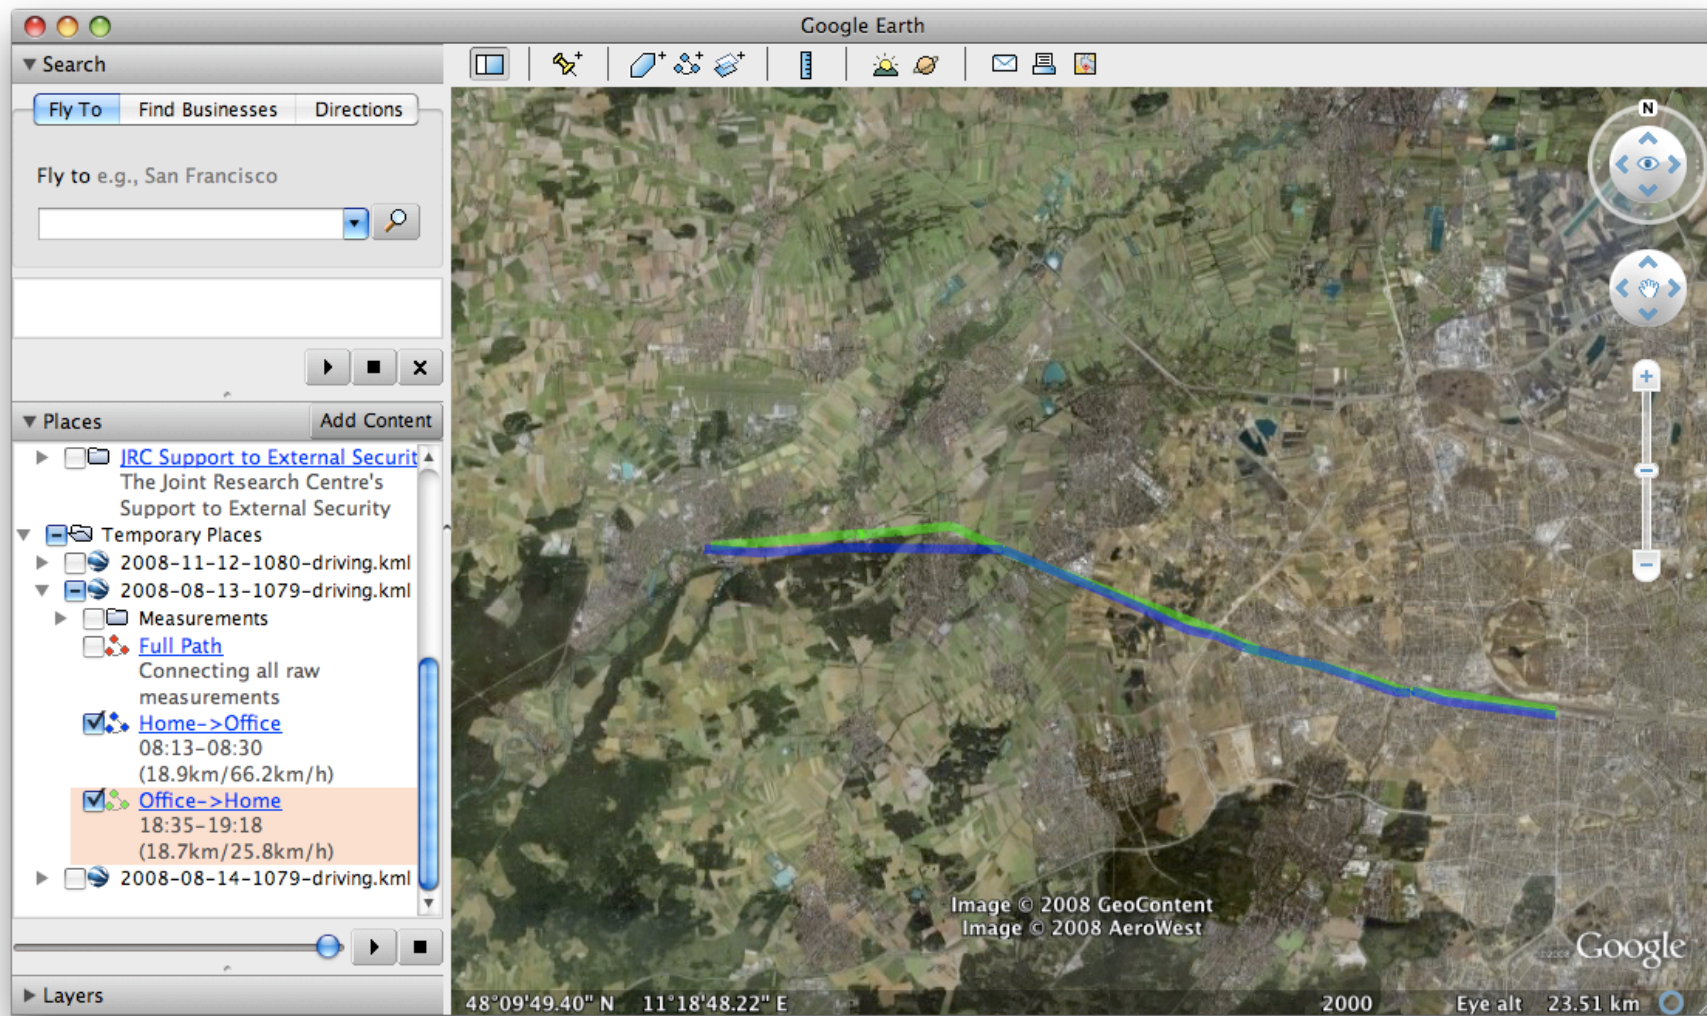 Google Earth
Search
Fly To Find Businesses Directions
Fly to e.g., San Francisco
Places Add Content
JRC Support to External Securit
The Joint Research Centre's
Support to External Security
Temporary Places
2008-11-12-1080-driving.kml
2008-08-13-1079-driving.kml
Measurements
Full Path
Connecting all raw
measurements
Home->Office
08:13-08:30
(18.9km/66.2km/h)
Office->Home
18:35-19:18
(18.7km/25.8km/h)
2008-08-14-1079-driving.kml
Layers
N
Image © 2008 GeoContent
Image © 2008 AeroWest
©2008 Google
48°09'49.40" N 11°18'48.22" E 2000 Eye alt 23.51 km